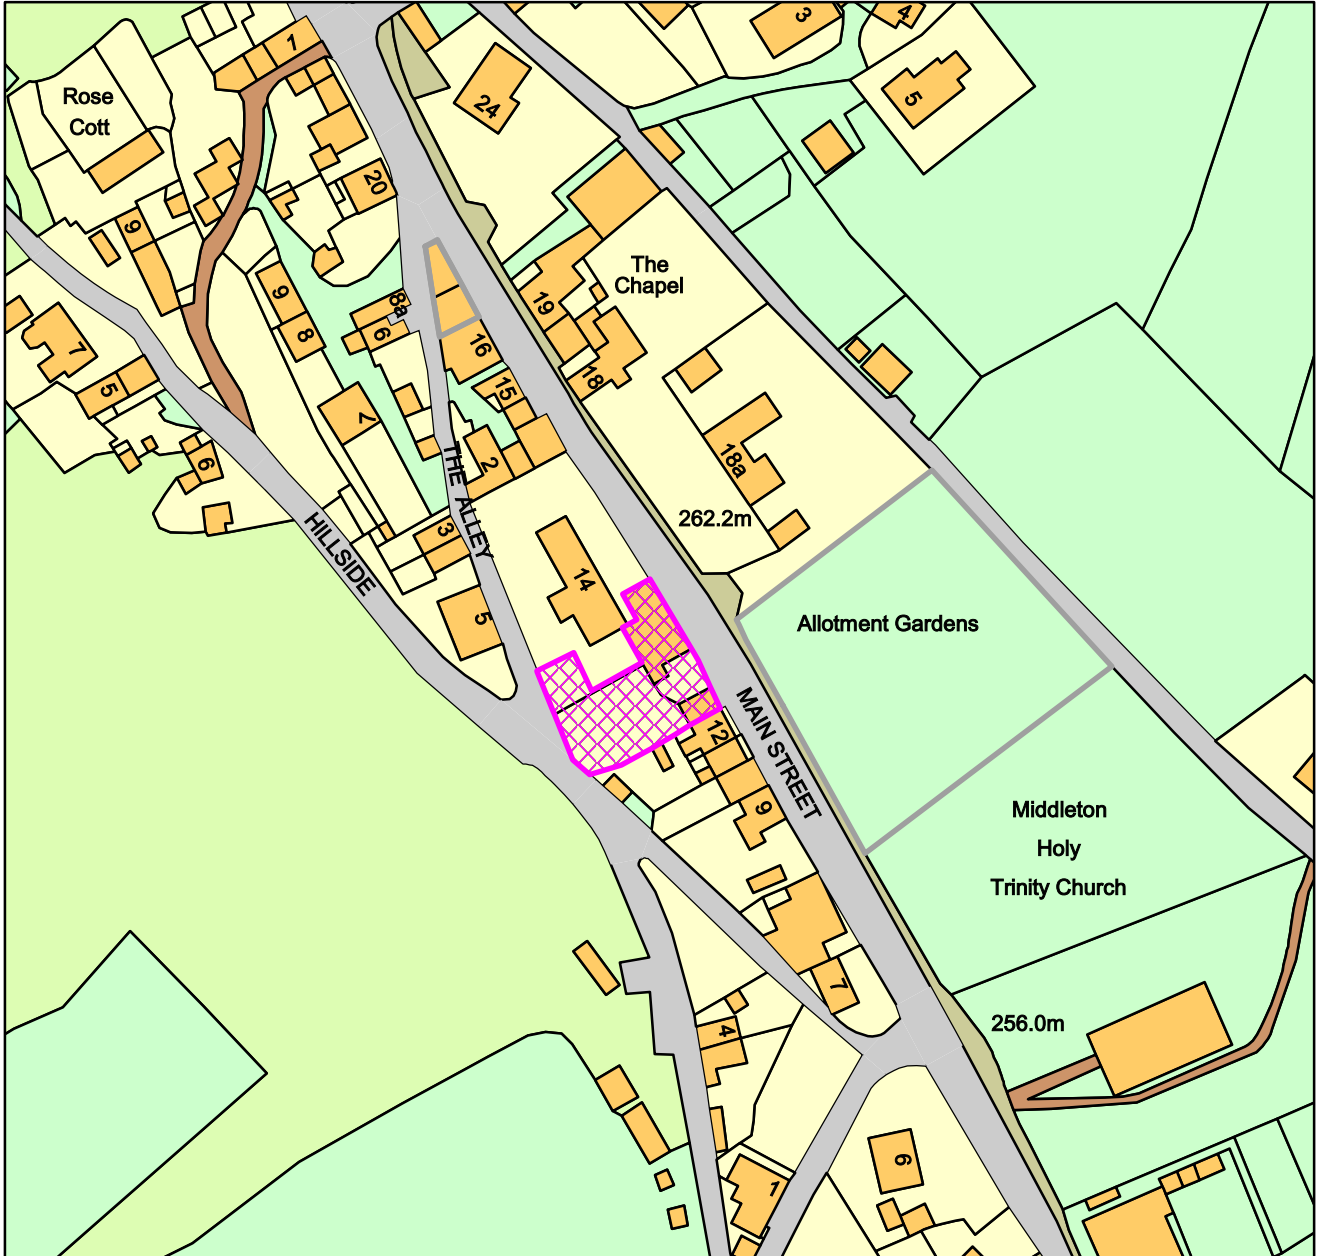 1
3
4
5
24
Rose
Cott
20
9
The
Chapel
9
8a
19
8
6
16
7
18
15
5
7
2
18a
6
THE ALLEY
262.2m
3
HILLSIDE
14
5
Allotment Gardens
MAIN STREET
12
9
Middleton
Holy
Trinity Church
7
256.0m
4
6
1